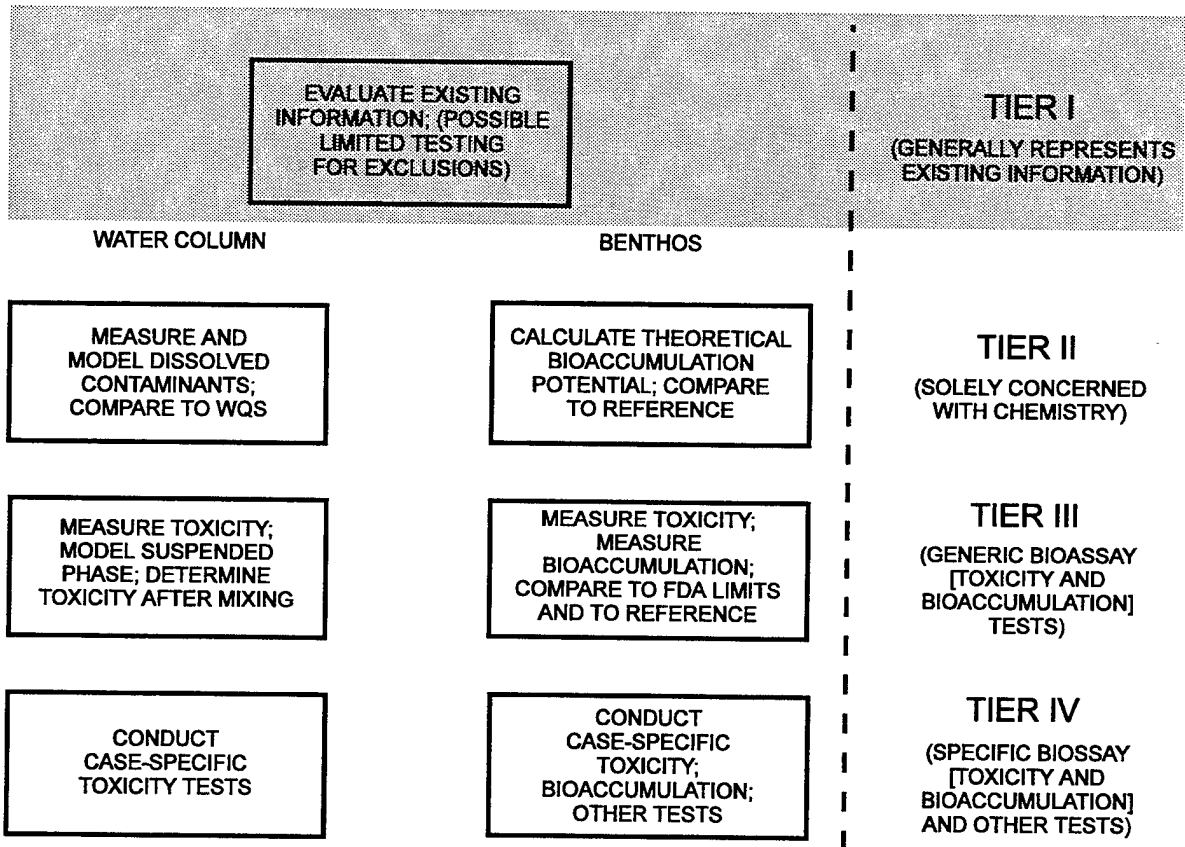 EVALUATE EXISTING
INFORMATION; (POSSIBLE
LIMITED TESTING
FOR EXCLUSIONS)
TIER I
(GENERALLY REPRESENTS
EXISTING INFORMATION)
WATER COLUMN
BENTHOS
MEASURE AND
MODEL DISSOLVED
CONTAMINANTS;
COMPARE TO WQS
CALCULATE THEORETICAL
BIOACCUMULATION
POTENTIAL; COMPARE
TO REFERENCE
TIER II
(SOLELY CONCERNED
WITH CHEMISTRY)
MEASURE TOXICITY;
MODEL SUSPENDED
PHASE; DETERMINE
TOXICITY AFTER MIXING
MEASURE TOXICITY;
MEASURE
BIOACCUMULATION;
COMPARE TO FDA LIMITS
AND TO REFERENCE
TIER III
(GENERIC BIOASSAY
[TOXICITY AND
BIOACCUMULATION]
TESTS)
CONDUCT
CASE-SPECIFIC
TOXICITY TESTS
CONDUCT
CASE-SPECIFIC
TOXICITY;
BIOACCUMULATION;
OTHER TESTS
TIER IV
(SPECIFIC BIOSSAY
[TOXICITY AND
BIOACCUMULATION]
AND OTHER TESTS)